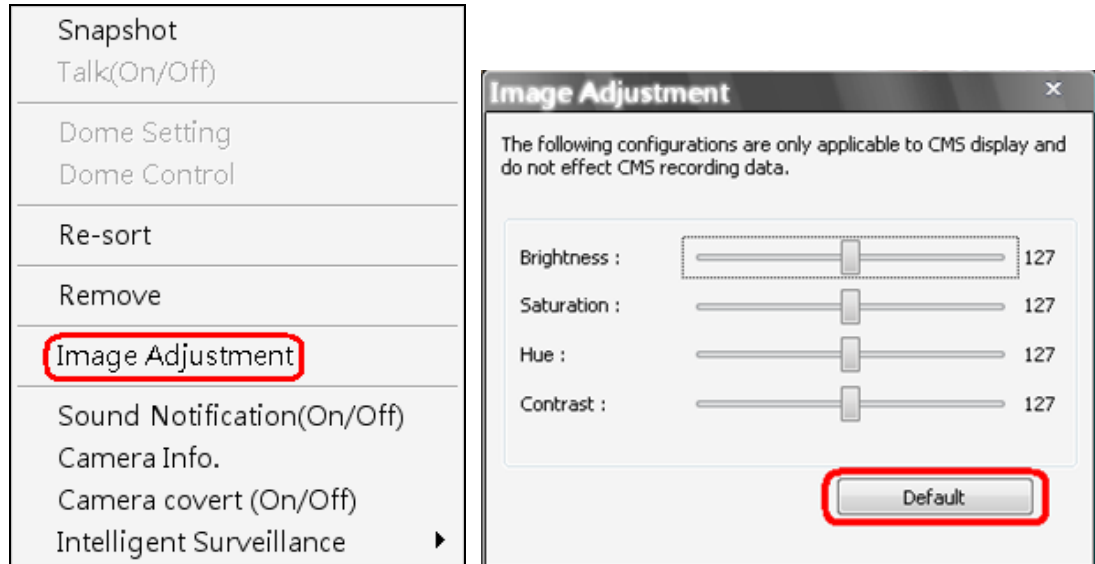 Snapshot
Talk(On/Off)
Dome Setting
Dome Control
Re-sort
Remove
Image Adjustment
Sound Notification(On/Off)
Camera Info.
Camera covert (On/Off)
Intelligent Surveillance
Image Adjustment
The following configurations are only applicable to CMS display and
do not effect CMS recording data.
Brightness : 127
Saturation : 127
Hue : 127
Contrast : 127
Default